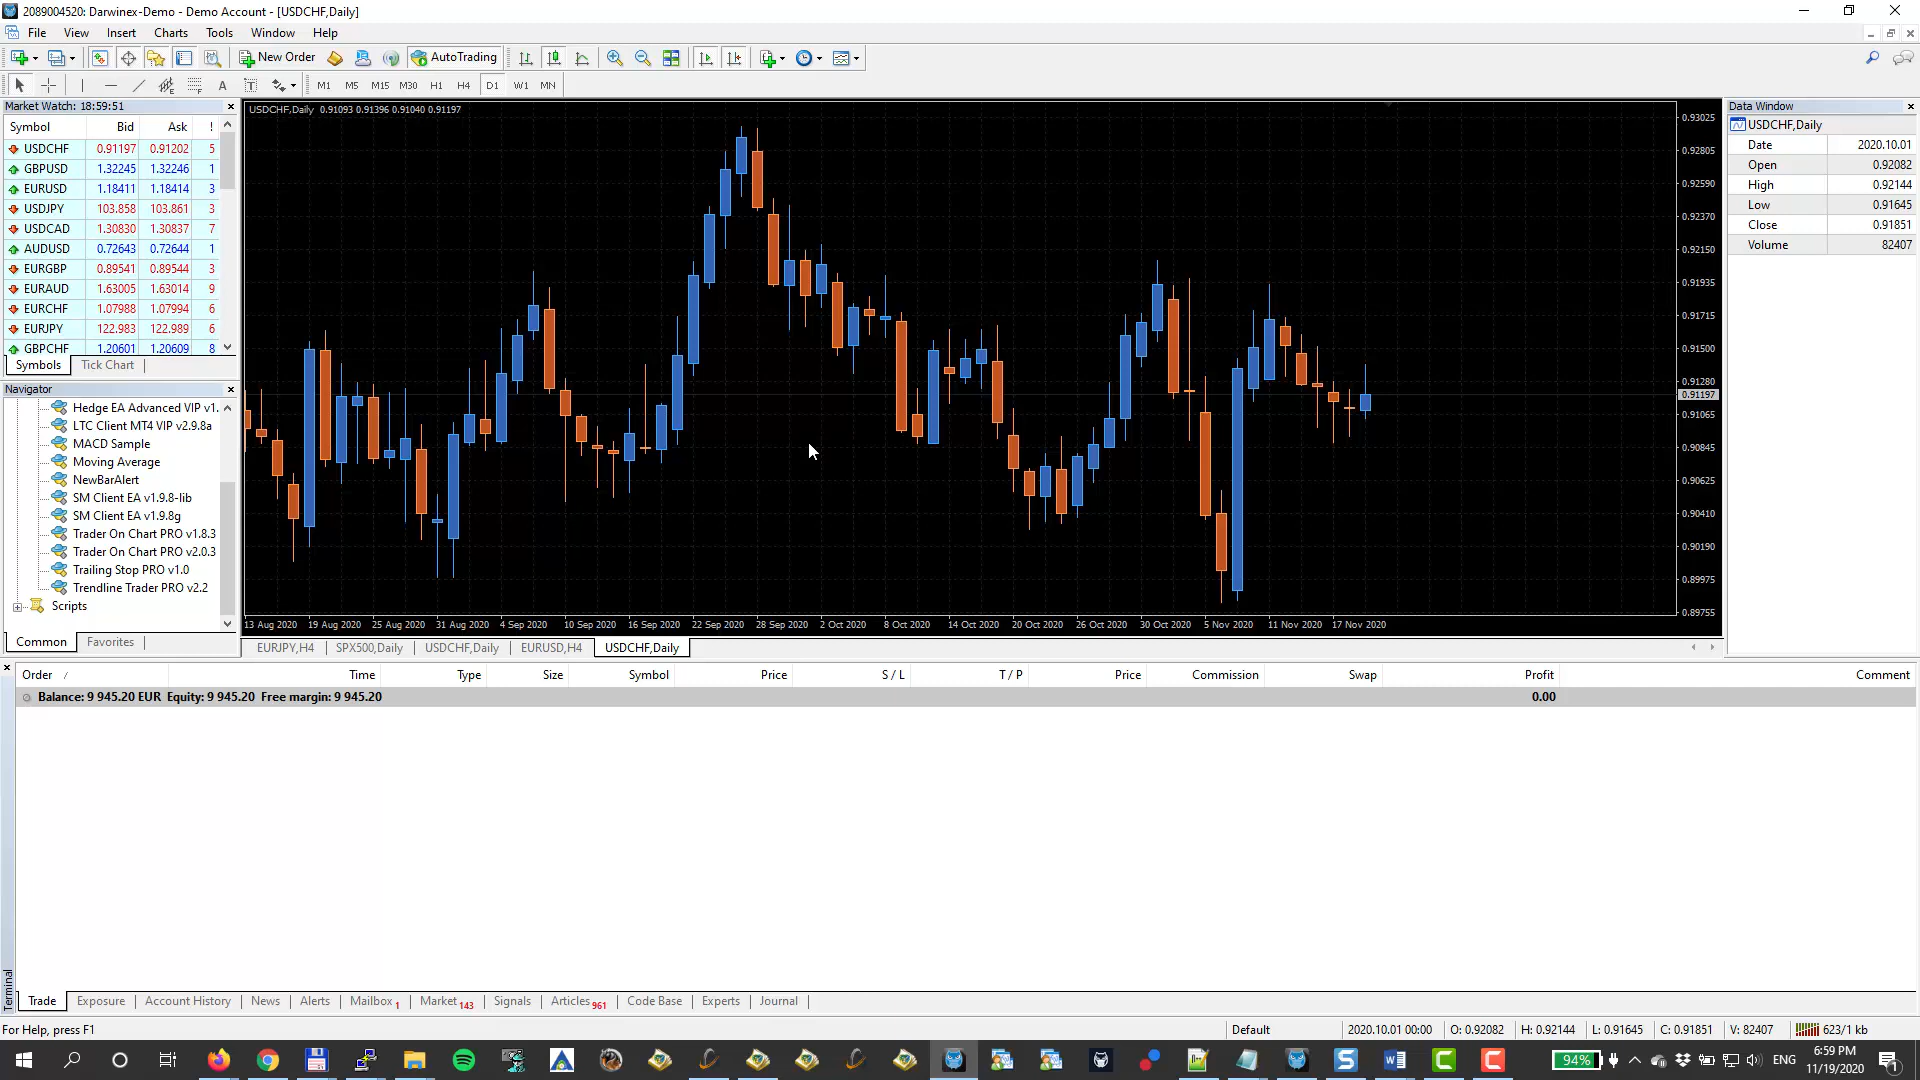 2089004520: Darwinex-Demo - Demo Account - [USDCHF,Daily]
File View Insert Charts Tools Window Help
New Order AutoTrading
A T M1 M5 M15 M30 H1 H4 D1 W1 MN
Market Watch: 18:59:51
Symbol Bid Ask !
USDCHF 0.91197 0.91202 5
GBPUSD 1.32245 1.32246 1
EURUSD 1.18411 1.18414 3
USDJPY 103.858 103.861 3
USDCAD 1.30830 1.30837 7
AUDUSD 0.72643 0.72644 1
EURGBP 0.89541 0.89544 3
EURAUD 1.63005 1.63014 9
EURCHF 1.07988 1.07994 6
EURJPY 122.983 122.989 6
GBPCHF 1.20601 1.20609 8
Symbols Tick Chart
Navigator
Hedge EA Advanced VIP v1.
LTC Client MT4 VIP v2.9.8a
MACD Sample
Moving Average
NewBarAlert
SM Client EA v1.9.8-lib
SM Client EA v1.9.8g
Trader On Chart PRO v1.8.3
Trader On Chart PRO v2.0.3
Trailing Stop PRO v1.0
Trendline Trader PRO v2.2
Scripts
Common Favorites
USDCHF,Daily 0.91093 0.91396 0.91040 0.91197
0.93025
0.92805
0.92590
0.92370
0.92150
0.91935
0.91715
0.91500
0.91280
0.91197
0.91065
0.90845
0.90625
0.90410
0.90190
0.89975
0.89755
13 Aug 2020 19 Aug 2020 25 Aug 2020 31 Aug 2020 4 Sep 2020 10 Sep 2020 16 Sep 2020 22 Sep 2020 28 Sep 2020 2 Oct 2020 8 Oct 2020 14 Oct 2020 20 Oct 2020 26 Oct 2020 30 Oct 2020 5 Nov 2020 11 Nov 2020 17 Nov 2020
EURJPY,H4 SPX500,Daily USDCHF,Daily EURUSD,H4 USDCHF,Daily
Data Window
USDCHF,Daily
Date 2020.10.01
Open 0.92082
High 0.92144
Low 0.91645
Close 0.91851
Volume 82407
Order / Time Type Size Symbol Price S / L T / P Price Commission Swap Profit Comment
Balance: 9 945.20 EUR Equity: 9 945.20 Free margin: 9 945.20 0.00
Terminal
Trade Exposure Account History News Alerts Mailbox 1 Market 143 Signals Articles 961 Code Base Experts Journal
For Help, press F1 Default 2020.10.01 00:00 O: 0.92082 H: 0.92144 L: 0.91645 C: 0.91851 V: 82407 623/1 kb
94% ENG 6:59 PM
11/19/2020 1